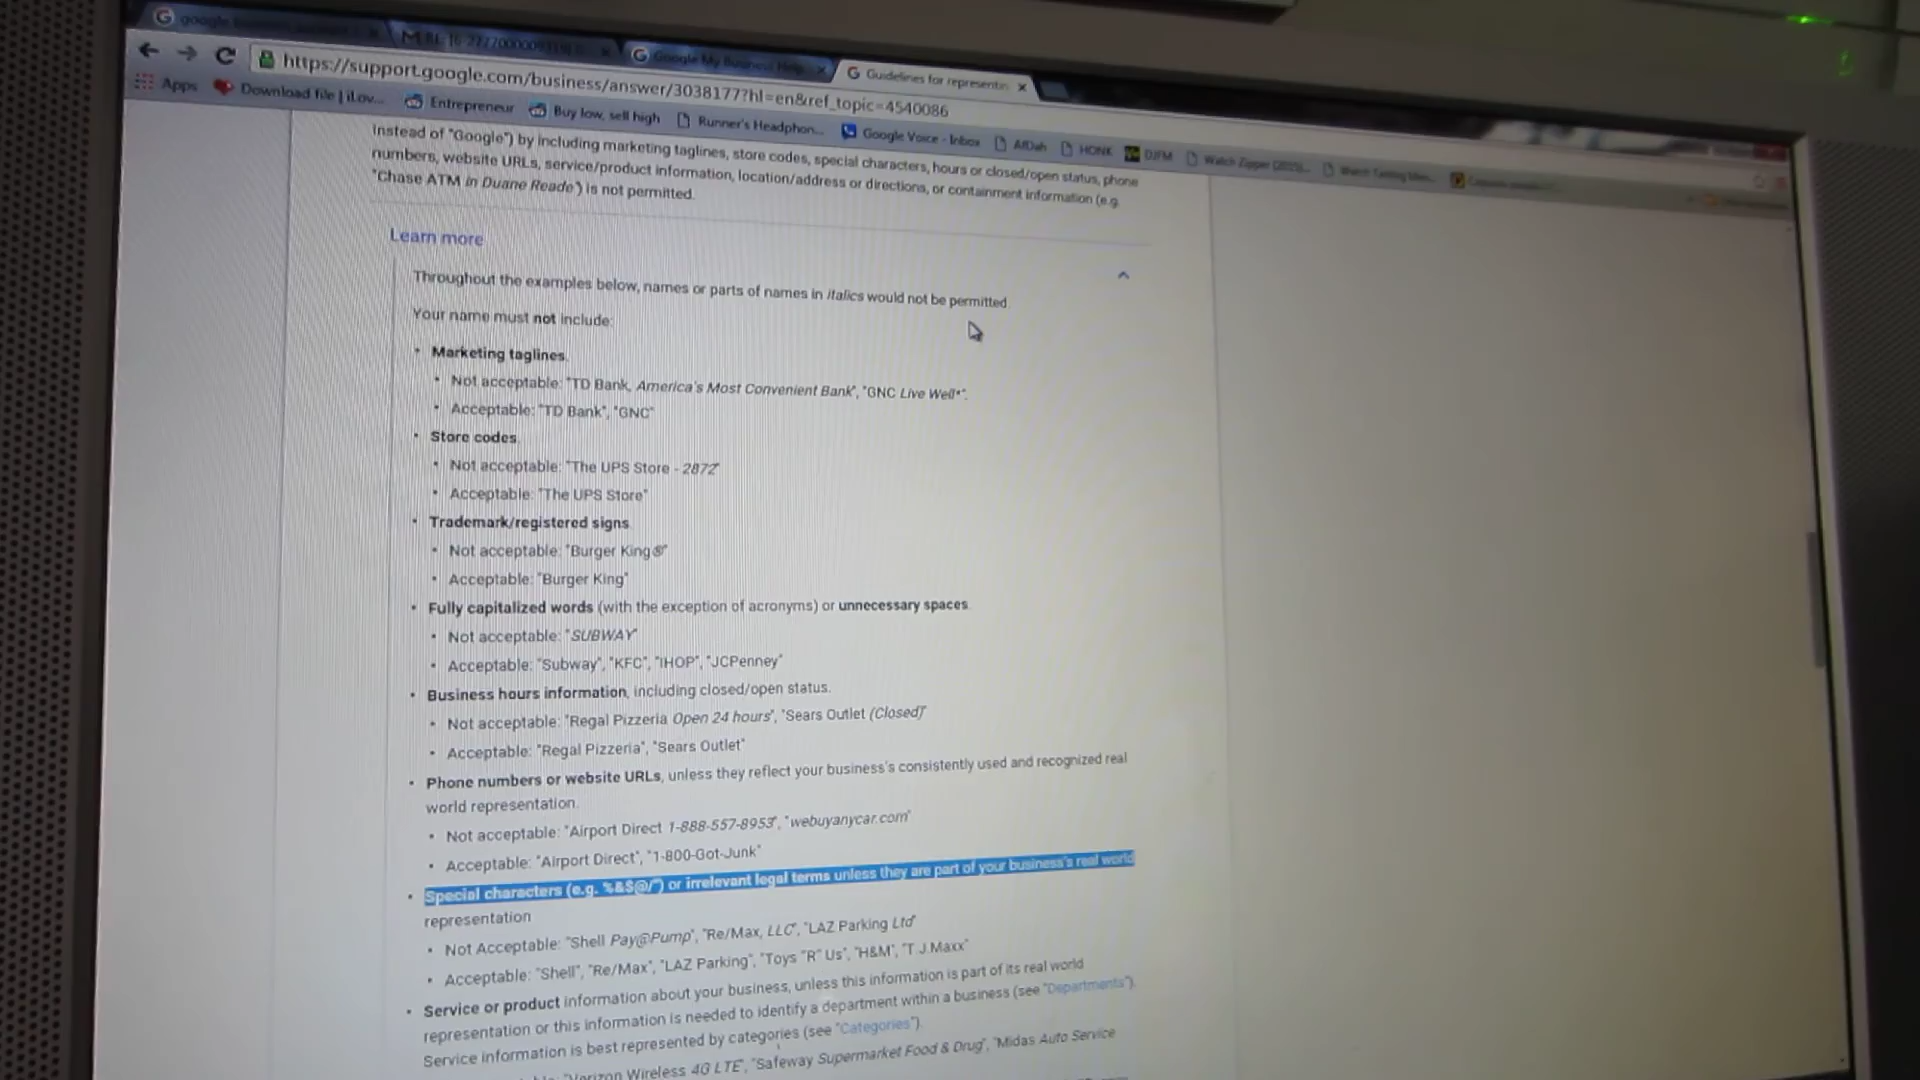 Google My Business Help
Guidelines for representin
https://support.google.com/business/answer/3038177?hl=en&ref_topic=4540086
Apps
Download file | iLov...
Entrepreneur
Buy low, sell high
Runner's Headphon...
Google Voice - Inbox
AfDah
HONK
DJFM
instead of "Google") by including marketing taglines, store codes, special characters, hours or closed/open status, phone
numbers, website URLs, service/product information, location/address or directions, or containment information (e.g.
"Chase ATM in Duane Reade") is not permitted.
Learn more
Throughout the examples below, names or parts of names in italics would not be permitted.
Your name must not include:
• Marketing taglines.
• Not acceptable: "TD Bank, America's Most Convenient Bank", "GNC Live Well".
• Acceptable: "TD Bank", "GNC"
• Store codes.
• Not acceptable: "The UPS Store - 2872"
• Acceptable: "The UPS Store"
• Trademark/registered signs.
• Not acceptable: "Burger King®"
• Acceptable: "Burger King"
• Fully capitalized words (with the exception of acronyms) or unnecessary spaces.
• Not acceptable: "SUBWAY"
• Acceptable: "Subway", "KFC", "IHOP", "JCPenney"
• Business hours information, including closed/open status.
• Not acceptable: "Regal Pizzeria Open 24 hours", "Sears Outlet (Closed)"
• Acceptable: "Regal Pizzeria", "Sears Outlet"
• Phone numbers or website URLs, unless they reflect your business's consistently used and recognized real
world representation.
• Not acceptable: "Airport Direct 1-888-557-8953", "webuyanycar.com"
• Acceptable: "Airport Direct", "1-800-Got-Junk"
• Special characters (e.g. %&$@/") or irrelevant legal terms unless they are part of your business's real world
representation.
• Not Acceptable: "Shell Pay@Pump", "Re/Max, LLC", "LAZ Parking Ltd"
• Acceptable: "Shell", "Re/Max", "LAZ Parking", "Toys "R" Us", "H&M", "T.J.Maxx"
• Service or product information about your business, unless this information is part of its real world
representation or this information is needed to identify a department within a business (see "Departments").
Service information is best represented by categories (see "Categories").
"Verizon Wireless 4G LTE", "Safeway Supermarket Food & Drug", "Midas Auto Service